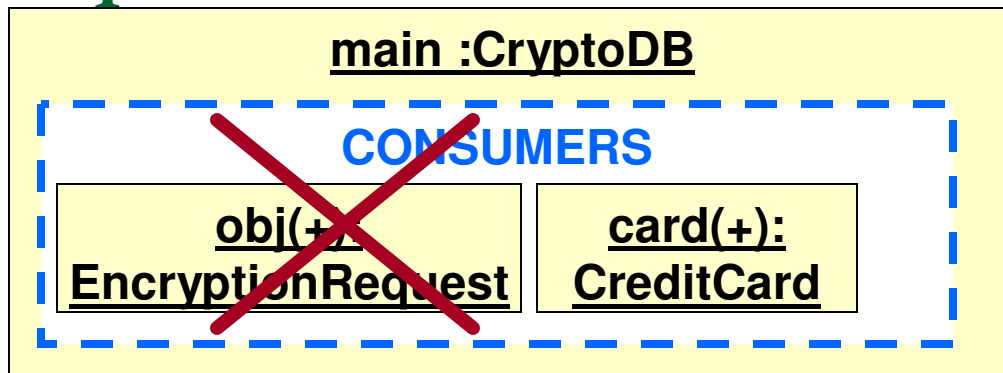 main :CryptoDB
CONSUMERS
obj(+):
EncryptionRequest
card(+):
CreditCard